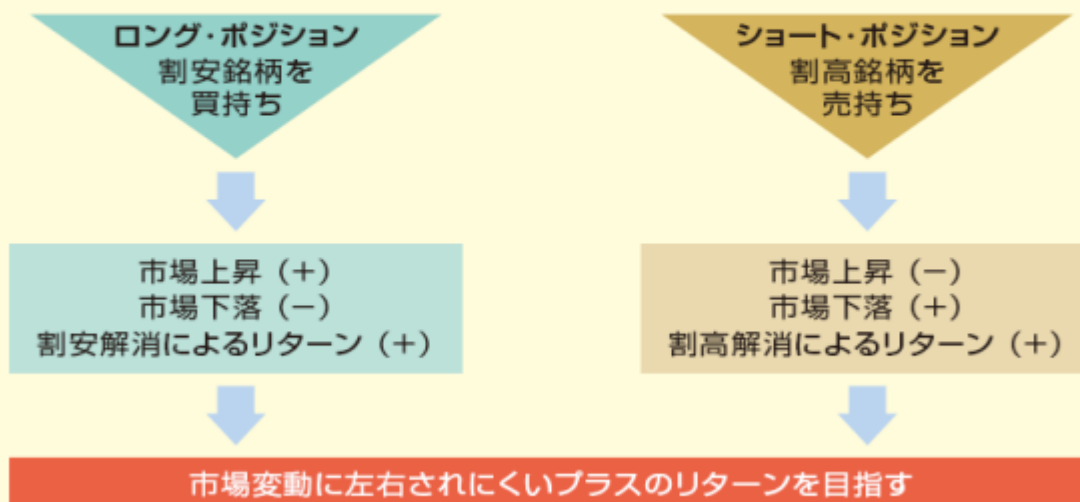 ロング・ポジション
割安銘柄を
買持ち
ショート・ポジション
割高銘柄を
売持ち
市場上昇（＋）
市場下落（－）
割安解消によるリターン（＋）
市場上昇（－）
市場下落（＋）
割高解消によるリターン（＋）
市場変動に左右されにくいプラスのリターンを目指す